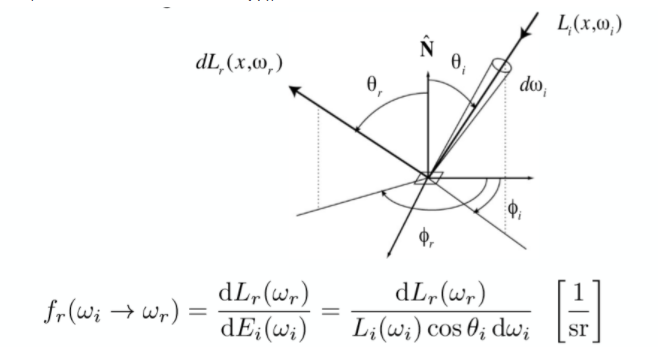 L_i(x,ω_i)
N̂
θ_i
dL_r(x,ω_r)
θ_r
dω_i
ϕ_i
ϕ_r
f_r(ω_i → ω_r) = dL_r(ω_r) / dE_i(ω_i) = dL_r(ω_r) / L_i(ω_i) cos θ_i dω_i [1/sr]